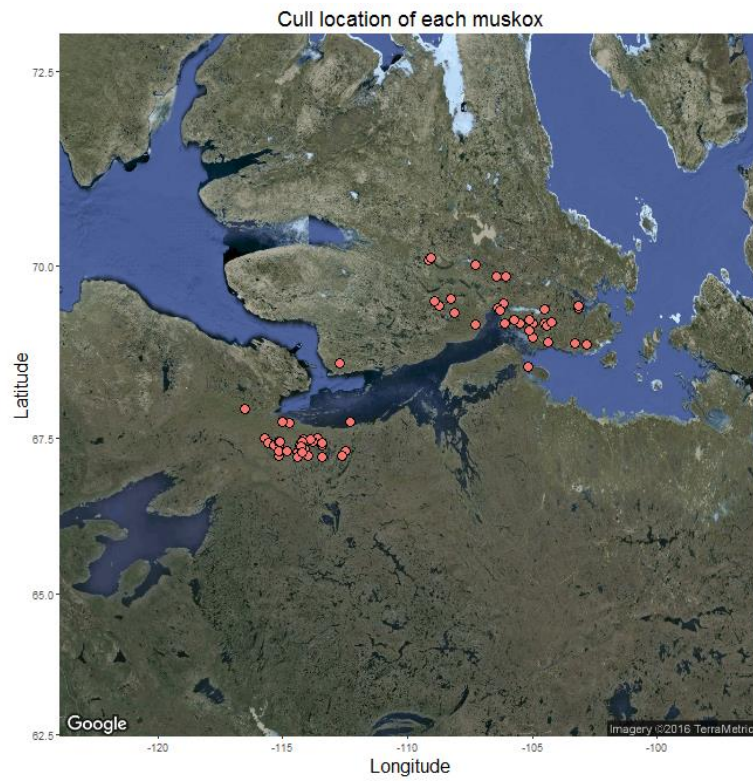 Cull location of each muskox
72.5
70.0
Latitude
67.5
65.0
62.5
Google
Imagery ©2016 TerraMetric
-120
-115
-110
-105
-100
Longitude